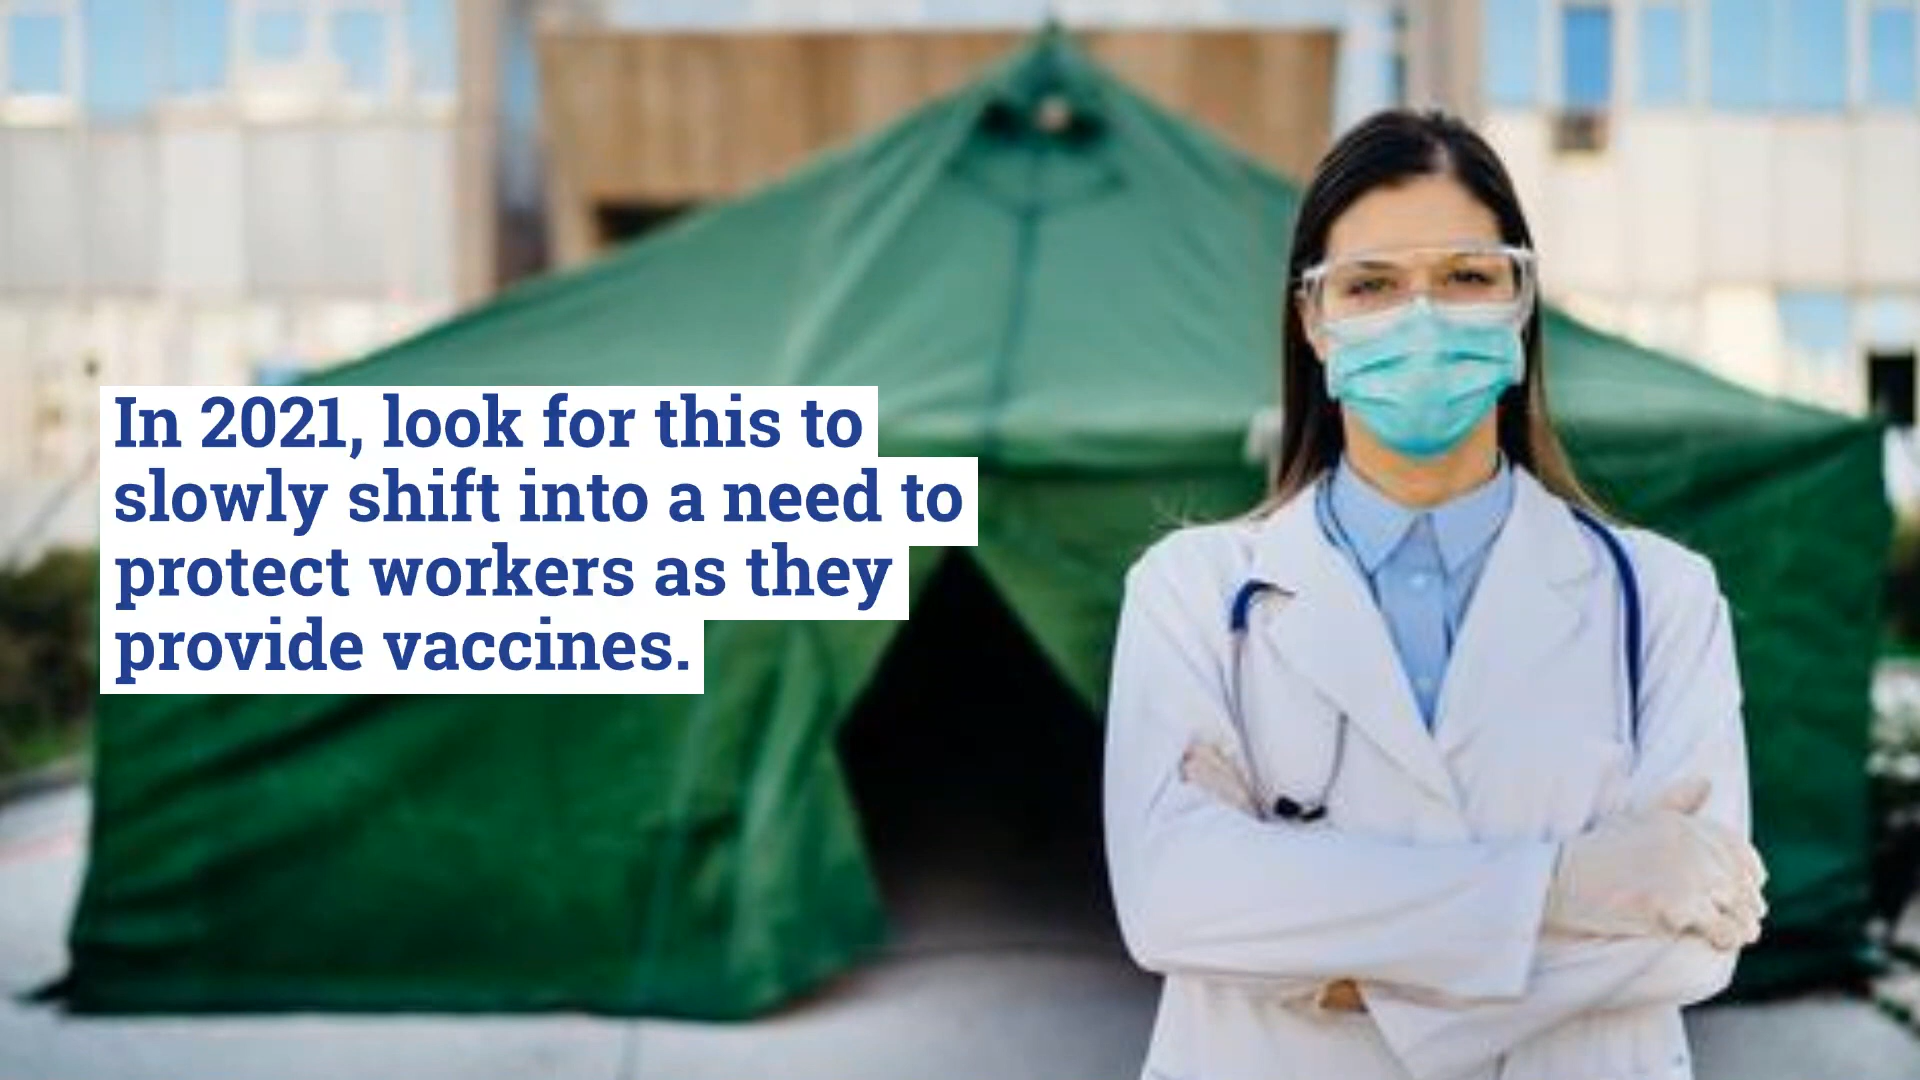 In 2021, look for this to
slowly shift into a need to
protect workers as they
provide vaccines.